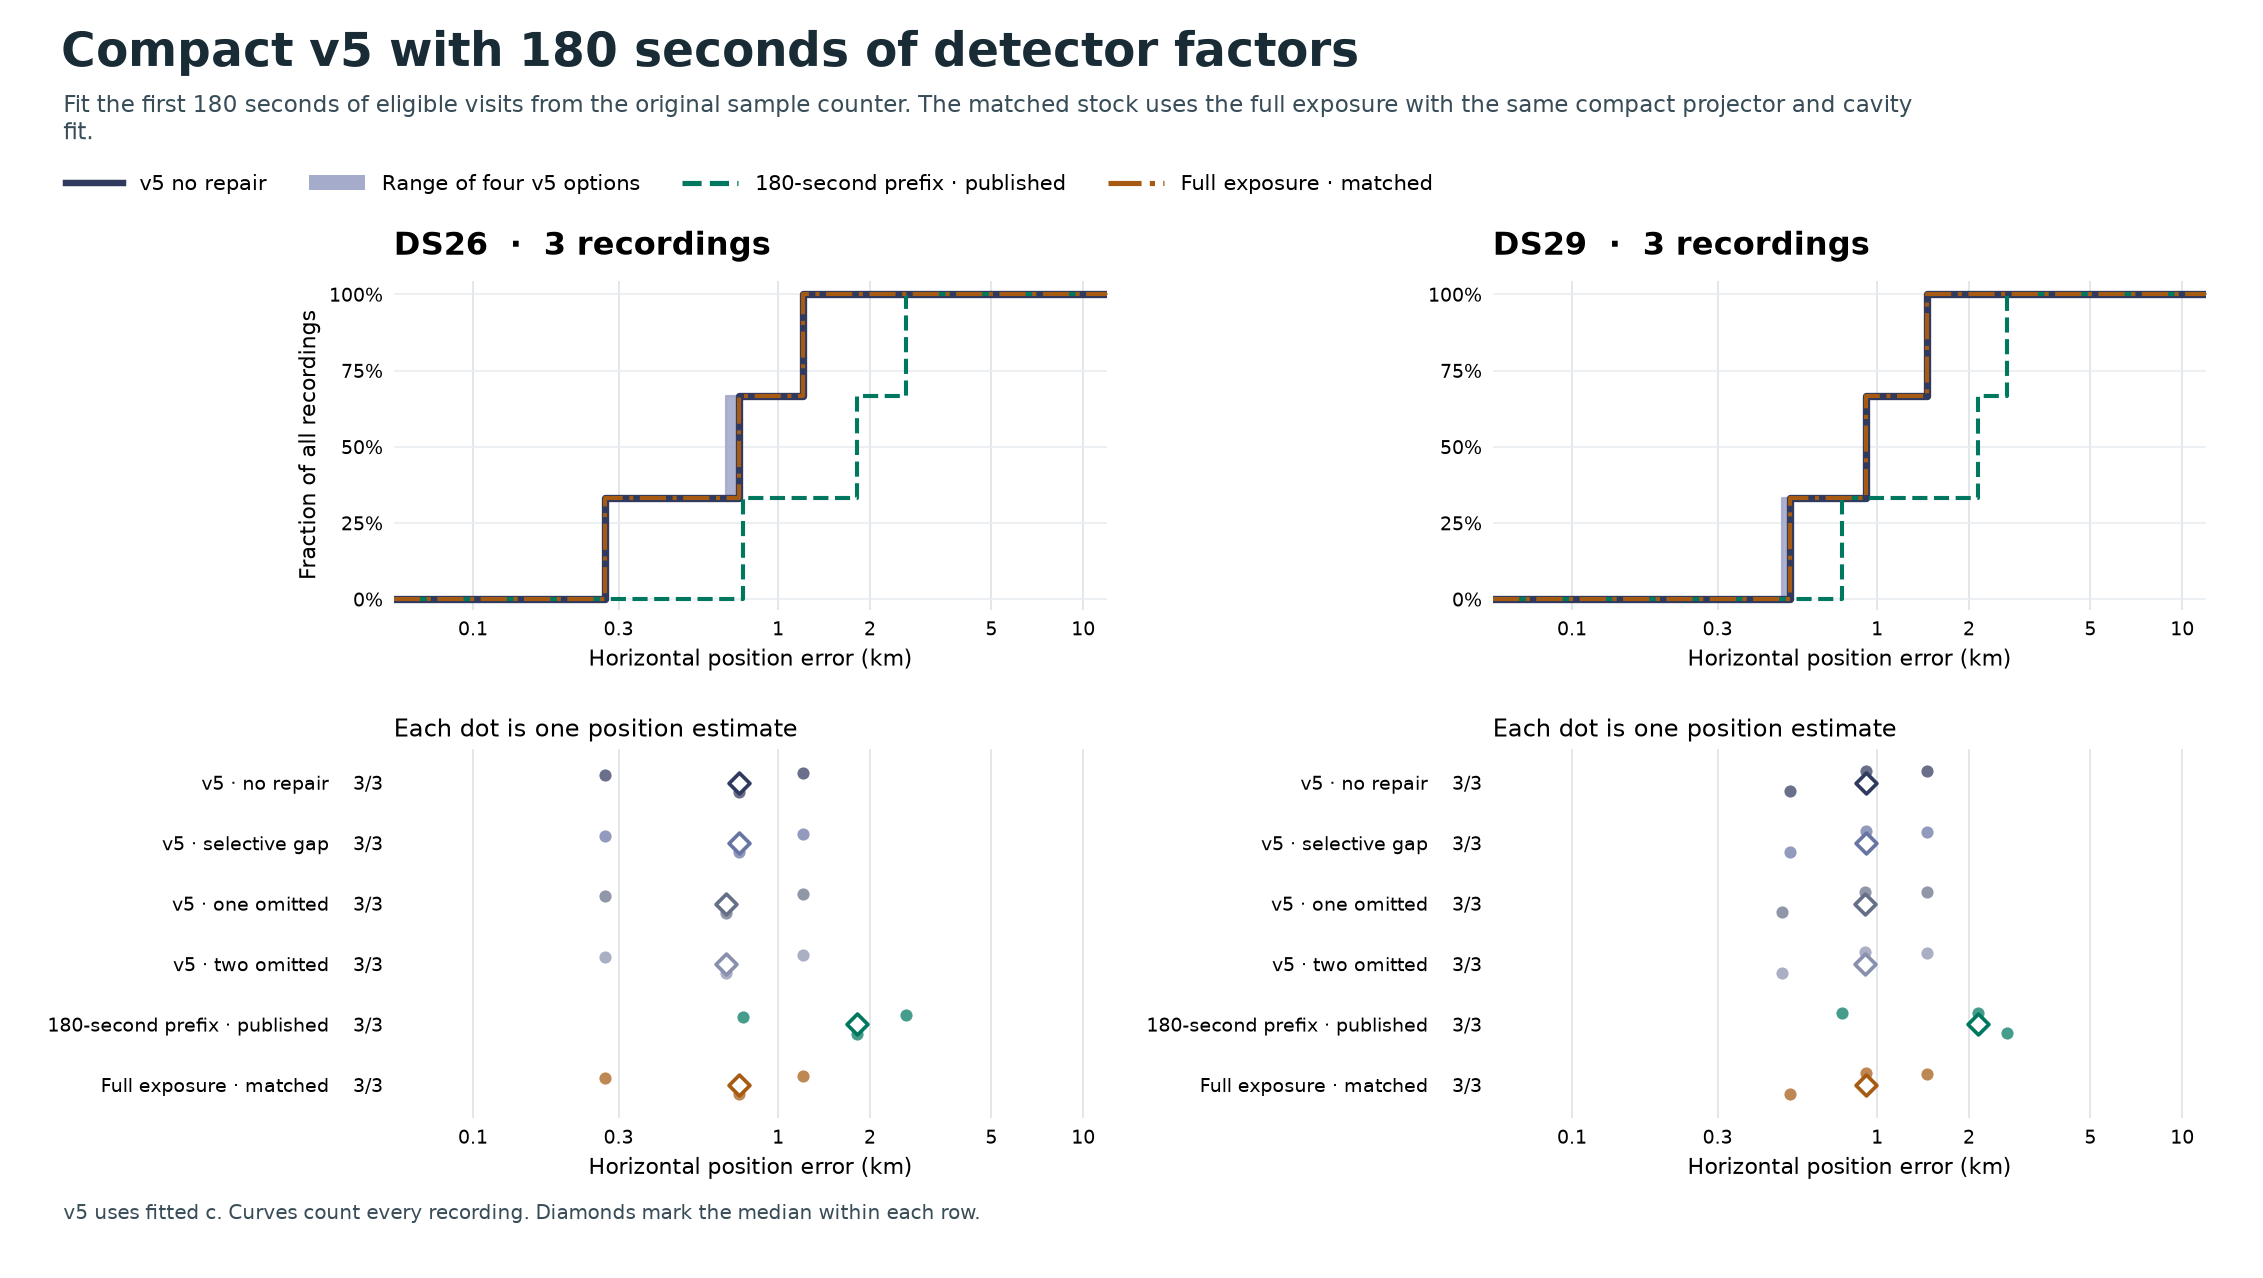 Compact v5 with 180 seconds of detector factors
Fit the first 180 seconds of eligible visits from the original sample counter. The matched stock uses the full exposure with the same compact projector and cavity
fit.
v5 no repair
Range of four v5 options
180-second prefix · published
Full exposure · matched
DS26 · 3 recordings
Fraction of all recordings
100%
75%
50%
25%
0%
0.1 0.3 1 2 5 10
Horizontal position error (km)
DS29 · 3 recordings
100%
75%
50%
25%
0%
0.1 0.3 1 2 5 10
Horizontal position error (km)
Each dot is one position estimate
v5 · no repair 3/3
v5 · selective gap 3/3
v5 · one omitted 3/3
v5 · two omitted 3/3
180-second prefix · published 3/3
Full exposure · matched 3/3
0.1 0.3 1 2 5 10
Horizontal position error (km)
Each dot is one position estimate
v5 · no repair 3/3
v5 · selective gap 3/3
v5 · one omitted 3/3
v5 · two omitted 3/3
180-second prefix · published 3/3
Full exposure · matched 3/3
0.1 0.3 1 2 5 10
Horizontal position error (km)
v5 uses fitted c. Curves count every recording. Diamonds mark the median within each row.